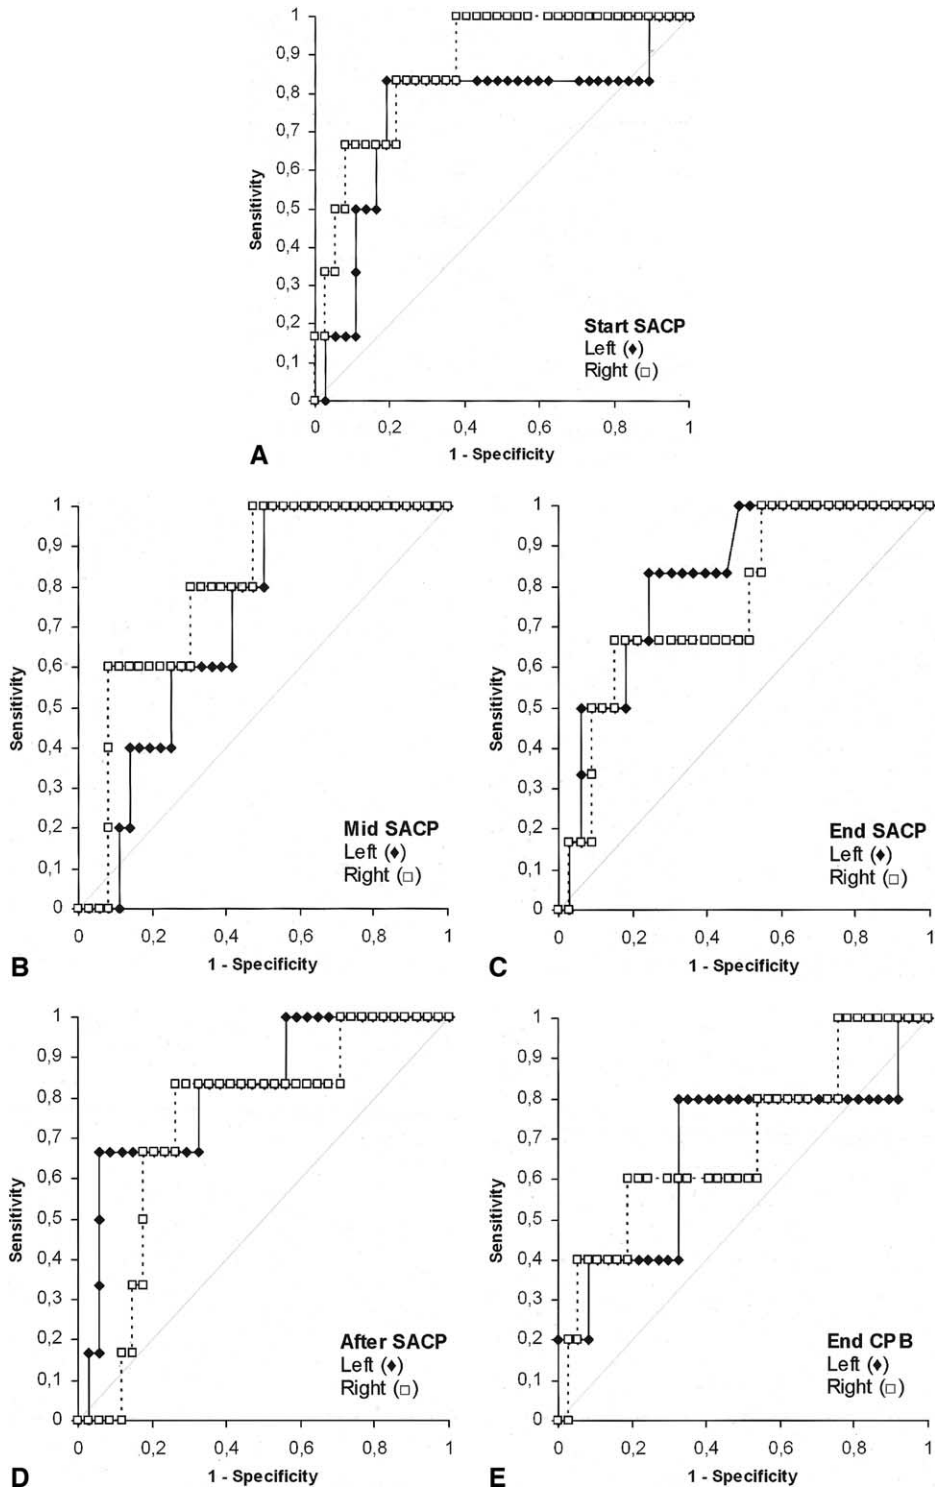 1
0,9
0,8
0,7
0,6
0,5
0,4
0,3
0,2
0,1
0
Sensitivity
Start SACP
Left (♦)
Right (□)
0 0,2 0,4 0,6 0,8 1
1 - Specificity
A
1
0,9
0,8
0,7
0,6
0,5
0,4
0,3
0,2
0,1
0
Sensitivity
Mid SACP
Left (♦)
Right (□)
0 0,2 0,4 0,6 0,8 1
1 - Specificity
B
1
0,9
0,8
0,7
0,6
0,5
0,4
0,3
0,2
0,1
0
Sensitivity
End SACP
Left (♦)
Right (□)
0 0,2 0,4 0,6 0,8 1
1 - Specificity
C
1
0,9
0,8
0,7
0,6
0,5
0,4
0,3
0,2
0,1
0
Sensitivity
After SACP
Left (♦)
Right (□)
0 0,2 0,4 0,6 0,8 1
1 - Specificity
D
1
0,9
0,8
0,7
0,6
0,5
0,4
0,3
0,2
0,1
0
Sensitivity
End CPB
Left (♦)
Right (□)
0 0,2 0,4 0,6 0,8 1
1 - Specificity
E